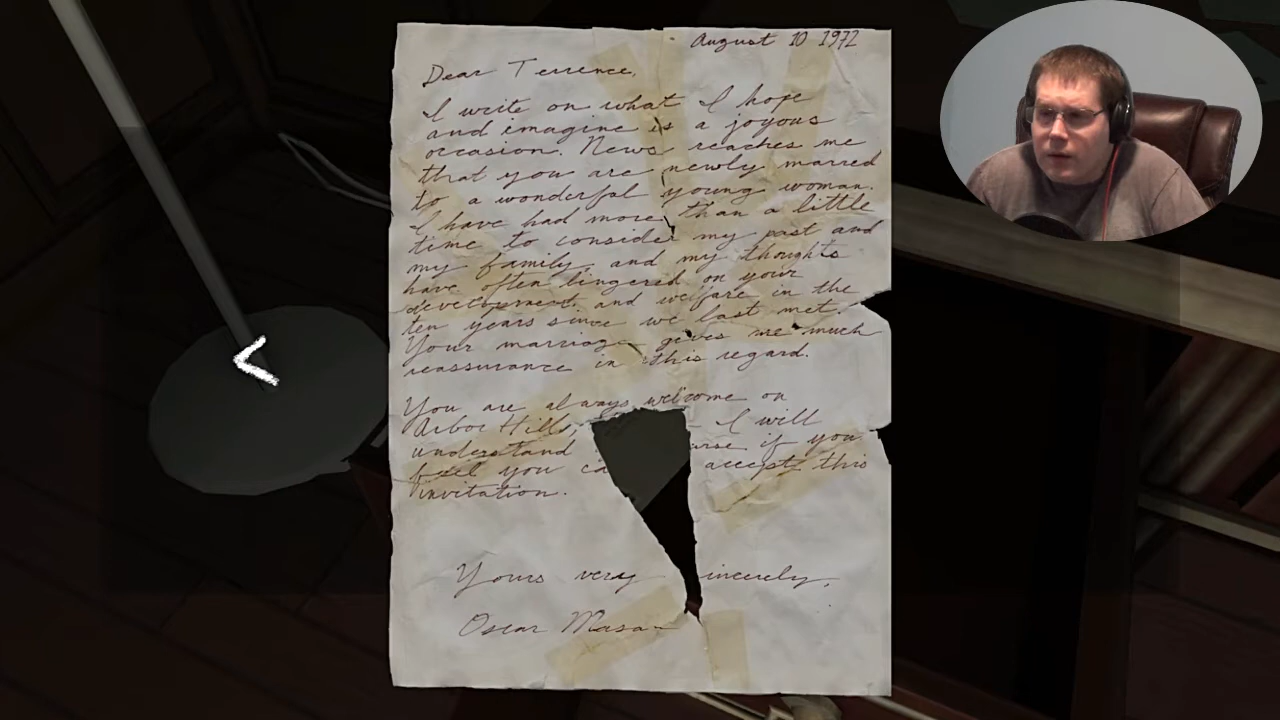 August 10 1972
Dear Terrence,
I write on what I hope
and imagine is a joyous
occasion. News reaches me
that you are newly married
to a wonderful young woman.
I have had more than a little
time to consider my past and
my family, and my thoughts
have often lingered on your
development and welfare in the
ten years since we last met.
Your marriage gives me much
reassurance in this regard.
You are always welcome on
Arbor Hills, I will
understand if you
feel you accept this
invitation.
Yours very incerely,
Oscar Masan